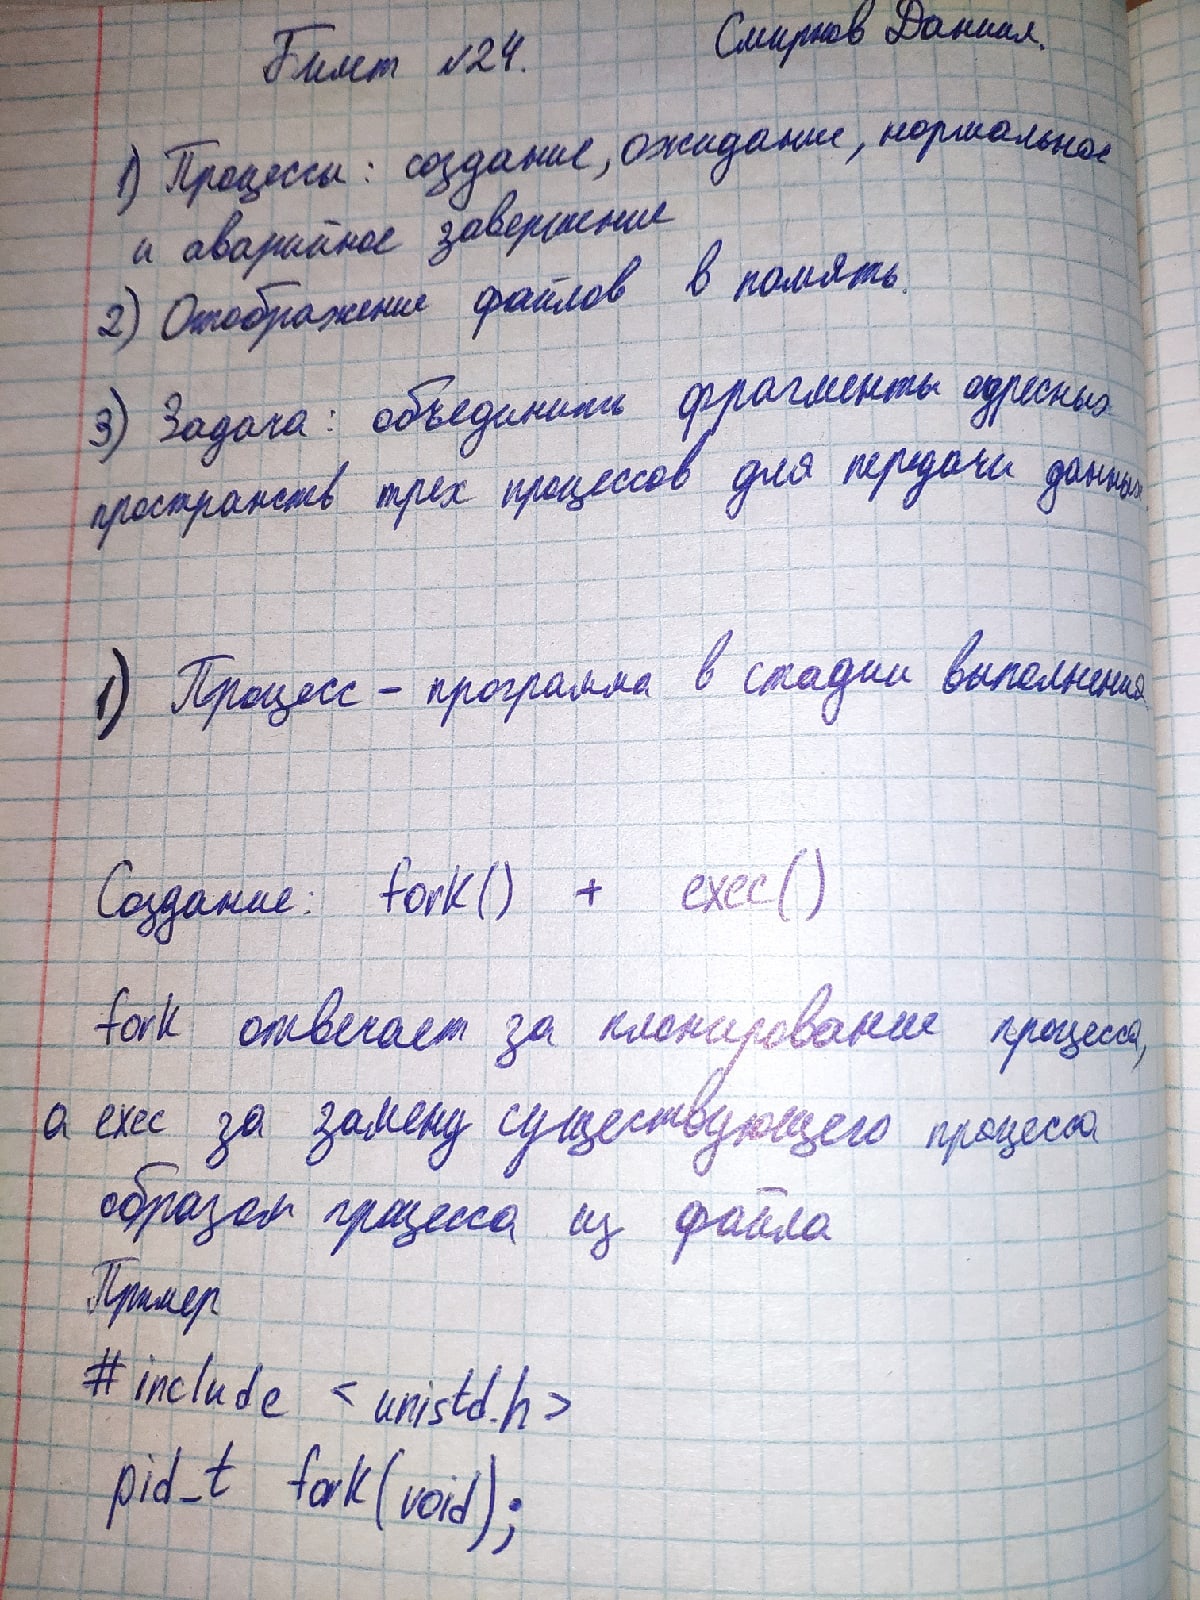 Билет №24. Смирнов Даниил.
1) Процессы: создание, ожидание, нормальное
и аварийное завершение
2) Отображение файлов в память.
3) Задача: объединить фрагменты адресных
пространств трех процессов для передачи данных
1) Процесс - программа в стадии выполнения
Создание: fork() + exec()
fork отвечает за планирование процесса,
а exec за замену существующего процесса
образом процесса из файла
Пример
#include <unistd.h>
pid_t fork(void);